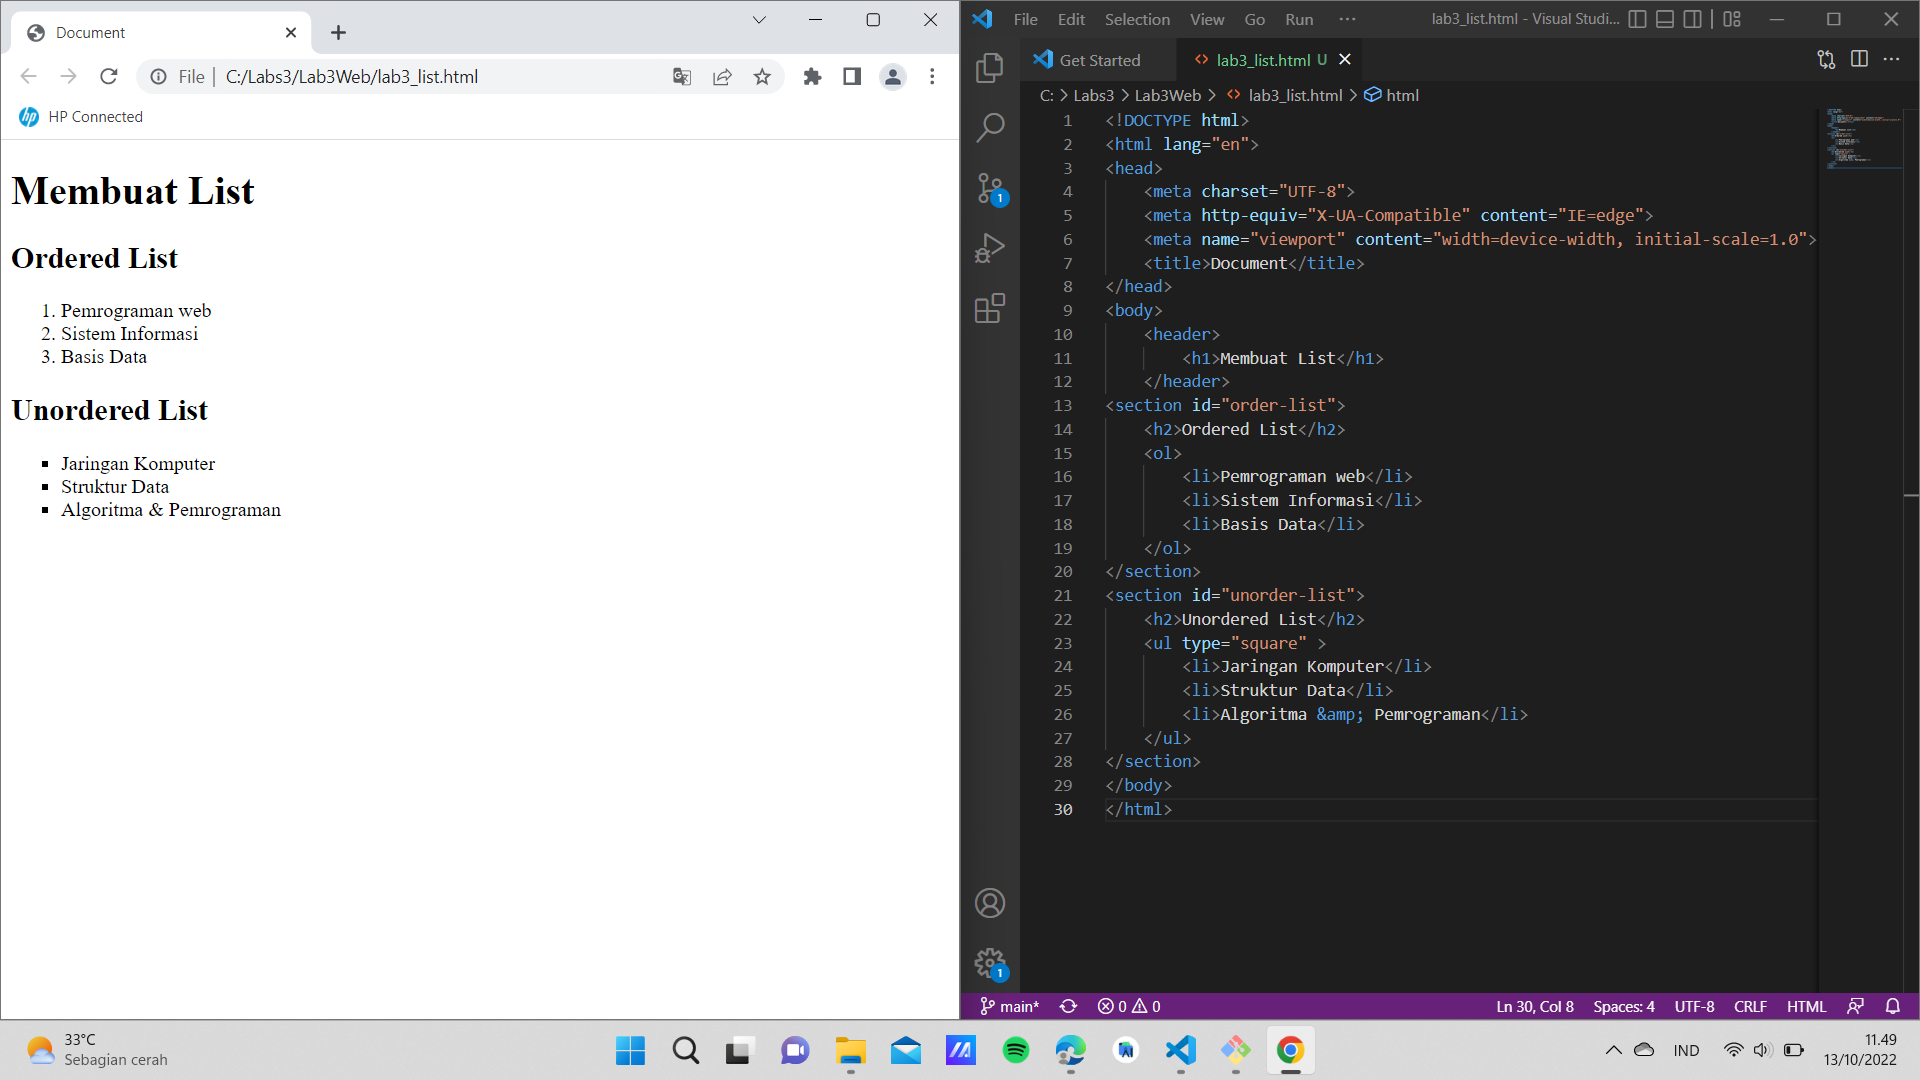 Document
File
C:/Labs3/Lab3Web/lab3_list.html
HP Connected
Membuat List
Ordered List
1. Pemrograman web
2. Sistem Informasi
3. Basis Data
Unordered List
Jaringan Komputer
Struktur Data
Algoritma & Pemrograman
File Edit Selection View Go Run ··· lab3_list.html - Visual Studi...
Get Started
lab3_list.html U
C: > Labs3 > Lab3Web > lab3_list.html > html
1 <!DOCTYPE html>
2 <html lang="en">
3 <head>
4 <meta charset="UTF-8">
5 <meta http-equiv="X-UA-Compatible" content="IE=edge">
6 <meta name="viewport" content="width=device-width, initial-scale=1.0">
7 <title>Document</title>
8 </head>
9 <body>
10 <header>
11 <h1>Membuat List</h1>
12 </header>
13 <section id="order-list">
14 <h2>Ordered List</h2>
15 <ol>
16 <li>Pemrograman web</li>
17 <li>Sistem Informasi</li>
18 <li>Basis Data</li>
19 </ol>
20 </section>
21 <section id="unorder-list">
22 <h2>Unordered List</h2>
23 <ul type="square" >
24 <li>Jaringan Komputer</li>
25 <li>Struktur Data</li>
26 <li>Algoritma &amp; Pemrograman</li>
27 </ul>
28 </section>
29 </body>
30 </html>
1
1
main* 0 0 Ln 30, Col 8 Spaces: 4 UTF-8 CRLF HTML
33°C
Sebagian cerah
IND
11.49
13/10/2022